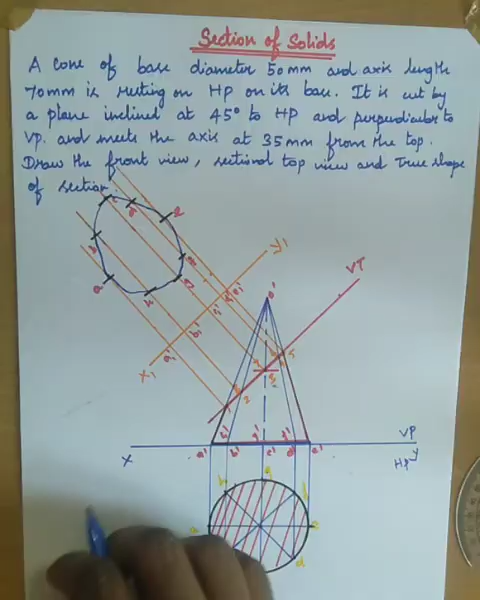 Section of Solids
A cone of base diameter 50mm and axis length
70mm is resting on HP on its base. It is cut by
a plane inclined at 45° to HP and perpendicular to
VP. and meets the axis at 35mm from the top.
Draw the front view, sectional top view and True shape
of section.
Y1
VT
o'
X1
a' b' c' d' e'
X
VP
HP Y
a
b
d
e